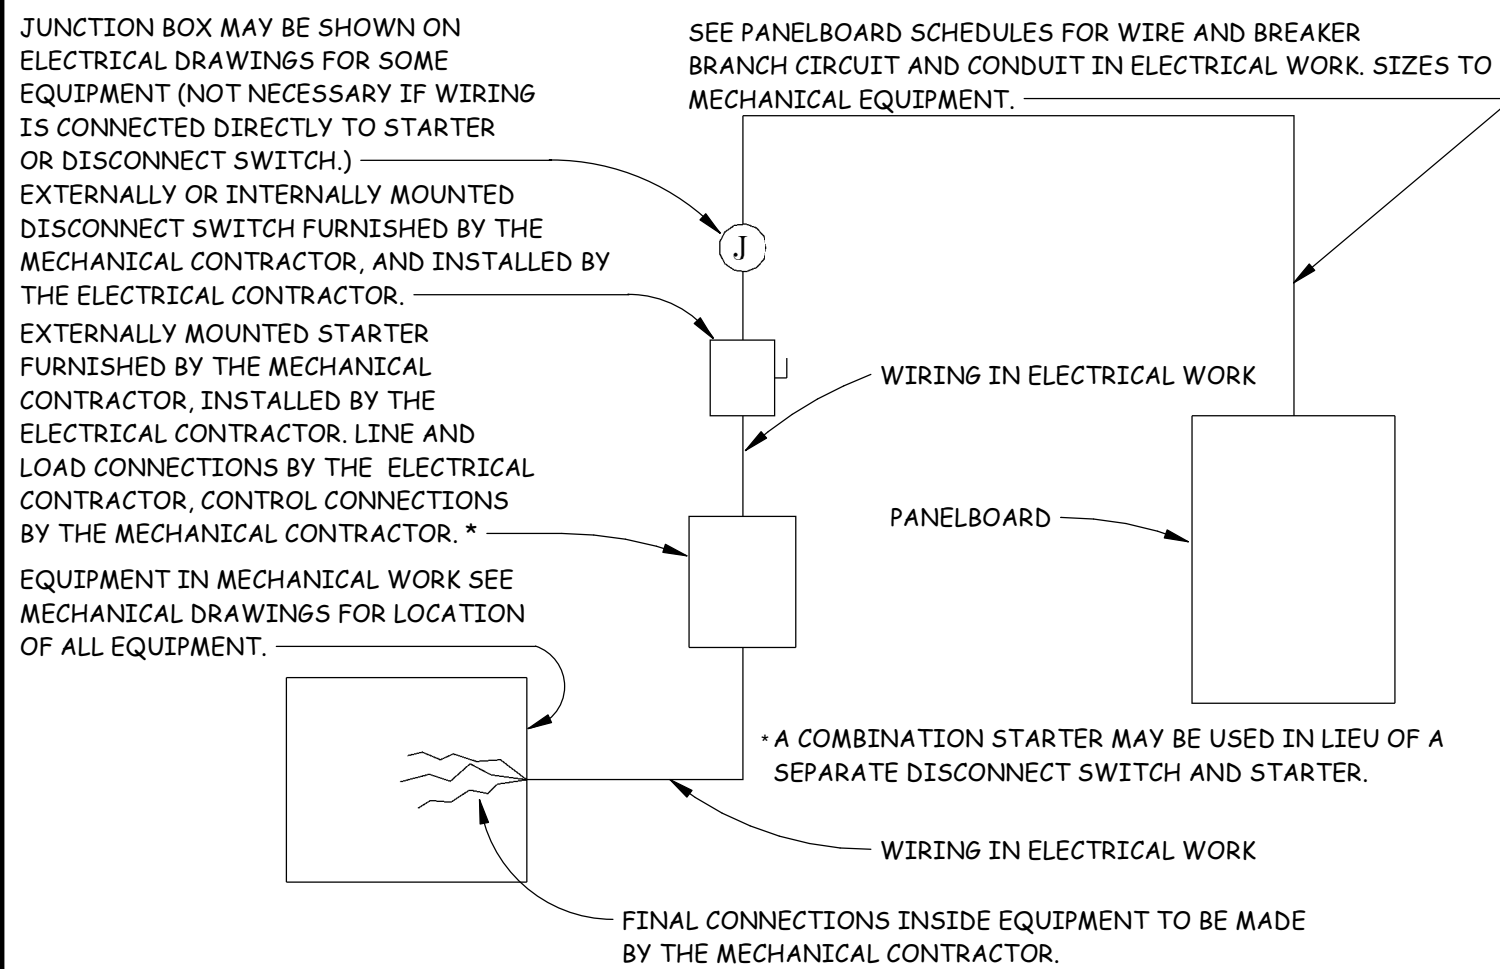 JUNCTION BOX MAY BE SHOWN ON
ELECTRICAL DRAWINGS FOR SOME
EQUIPMENT (NOT NECESSARY IF WIRING
IS CONNECTED DIRECTLY TO STARTER
OR DISCONNECT SWITCH.)
EXTERNALLY OR INTERNALLY MOUNTED
DISCONNECT SWITCH FURNISHED BY THE
MECHANICAL CONTRACTOR, AND INSTALLED BY
THE ELECTRICAL CONTRACTOR.
EXTERNALLY MOUNTED STARTER
FURNISHED BY THE MECHANICAL
CONTRACTOR, INSTALLED BY THE
ELECTRICAL CONTRACTOR. LINE AND
LOAD CONNECTIONS BY THE  ELECTRICAL
CONTRACTOR, CONTROL CONNECTIONS
BY THE MECHANICAL CONTRACTOR. *
EQUIPMENT IN MECHANICAL WORK SEE
MECHANICAL DRAWINGS FOR LOCATION
OF ALL EQUIPMENT.
SEE PANELBOARD SCHEDULES FOR WIRE AND BREAKER
BRANCH CIRCUIT AND CONDUIT IN ELECTRICAL WORK. SIZES TO
MECHANICAL EQUIPMENT.
J
WIRING IN ELECTRICAL WORK
PANELBOARD
* A COMBINATION STARTER MAY BE USED IN LIEU OF A
SEPARATE DISCONNECT SWITCH AND STARTER.
WIRING IN ELECTRICAL WORK
FINAL CONNECTIONS INSIDE EQUIPMENT TO BE MADE
BY THE MECHANICAL CONTRACTOR.